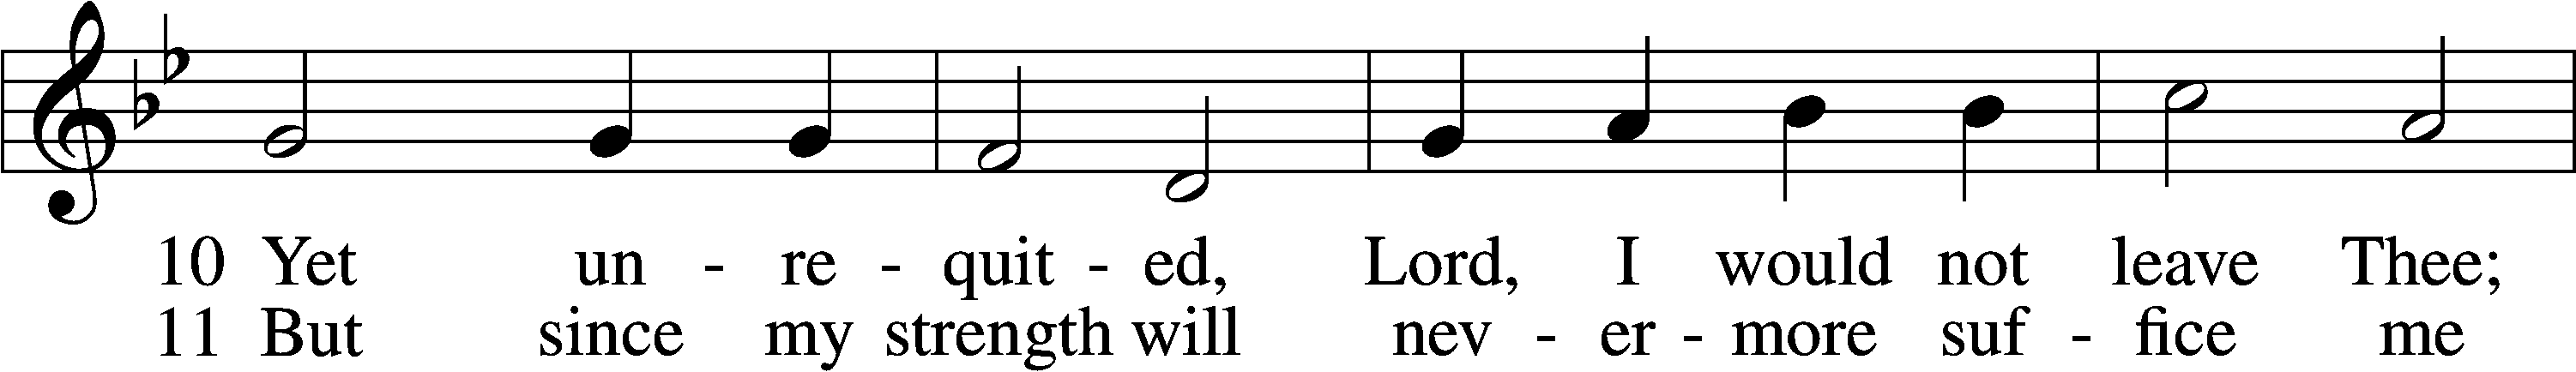 10 Yet un - re - quit - ed, Lord, I would not leave Thee;
11 But since my strength will nev - er - more suf - fice me